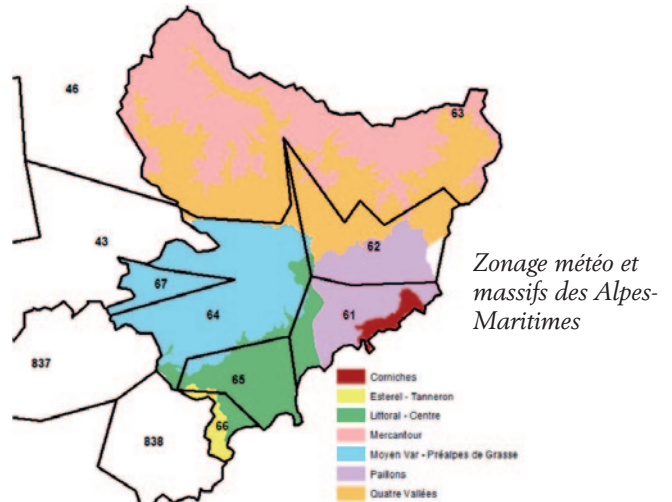 46
63
43
62
67
64
61
837
65
66
838
Zonage météo et
massifs des Alpes-
Maritimes
Corniches
Esterel - Tanneron
Littoral - Centre
Mercantour
Moyen Var - Préalpes de Grasse
Paillons
Quatre Vallées